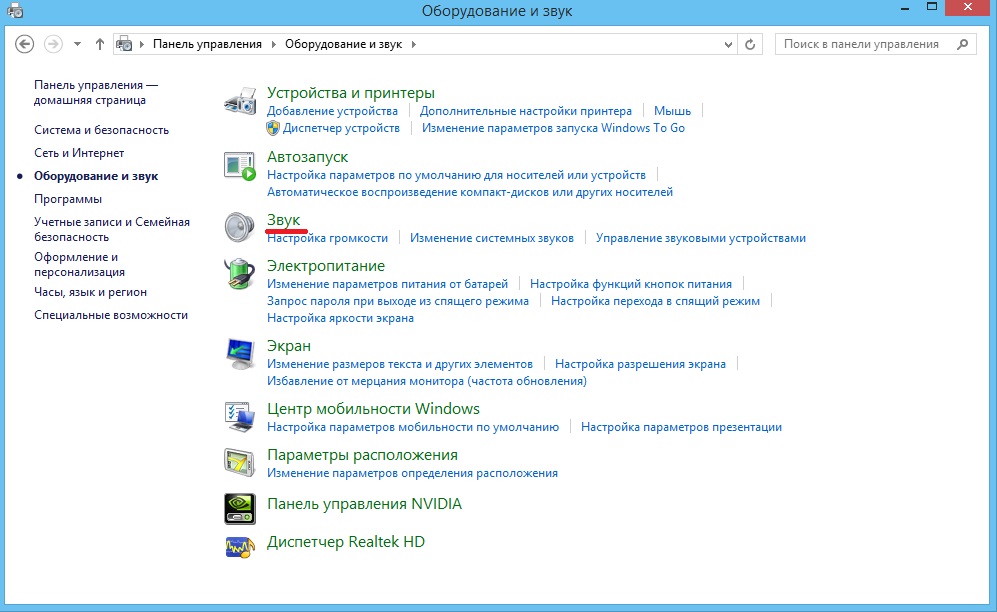 Оборудование и звук
Панель управления
Оборудование и звук
Поиск в панели управления
Панель управления —
домашняя страница
Система и безопасность
Сеть и Интернет
Оборудование и звук
Программы
Учетные записи и Семейная
безопасность
Оформление и
персонализация
Часы, язык и регион
Специальные возможности
Устройства и принтеры
Добавление устройства
Дополнительные настройки принтера
Мышь
Диспетчер устройств
Изменение параметров запуска Windows To Go
Автозапуск
Настройка параметров по умолчанию для носителей или устройств
Автоматическое воспроизведение компакт-дисков или других носителей
Звук
Настройка громкости
Изменение системных звуков
Управление звуковыми устройствами
Электропитание
Изменение параметров питания от батарей
Настройка функций кнопок питания
Запрос пароля при выходе из спящего режима
Настройка перехода в спящий режим
Настройка яркости экрана
Экран
Изменение размеров текста и других элементов
Настройка разрешения экрана
Избавление от мерцания монитора (частота обновления)
Центр мобильности Windows
Настройка параметров мобильности по умолчанию
Настройка параметров презентации
Параметры расположения
Изменение параметров определения расположения
Панель управления NVIDIA
Диспетчер Realtek HD